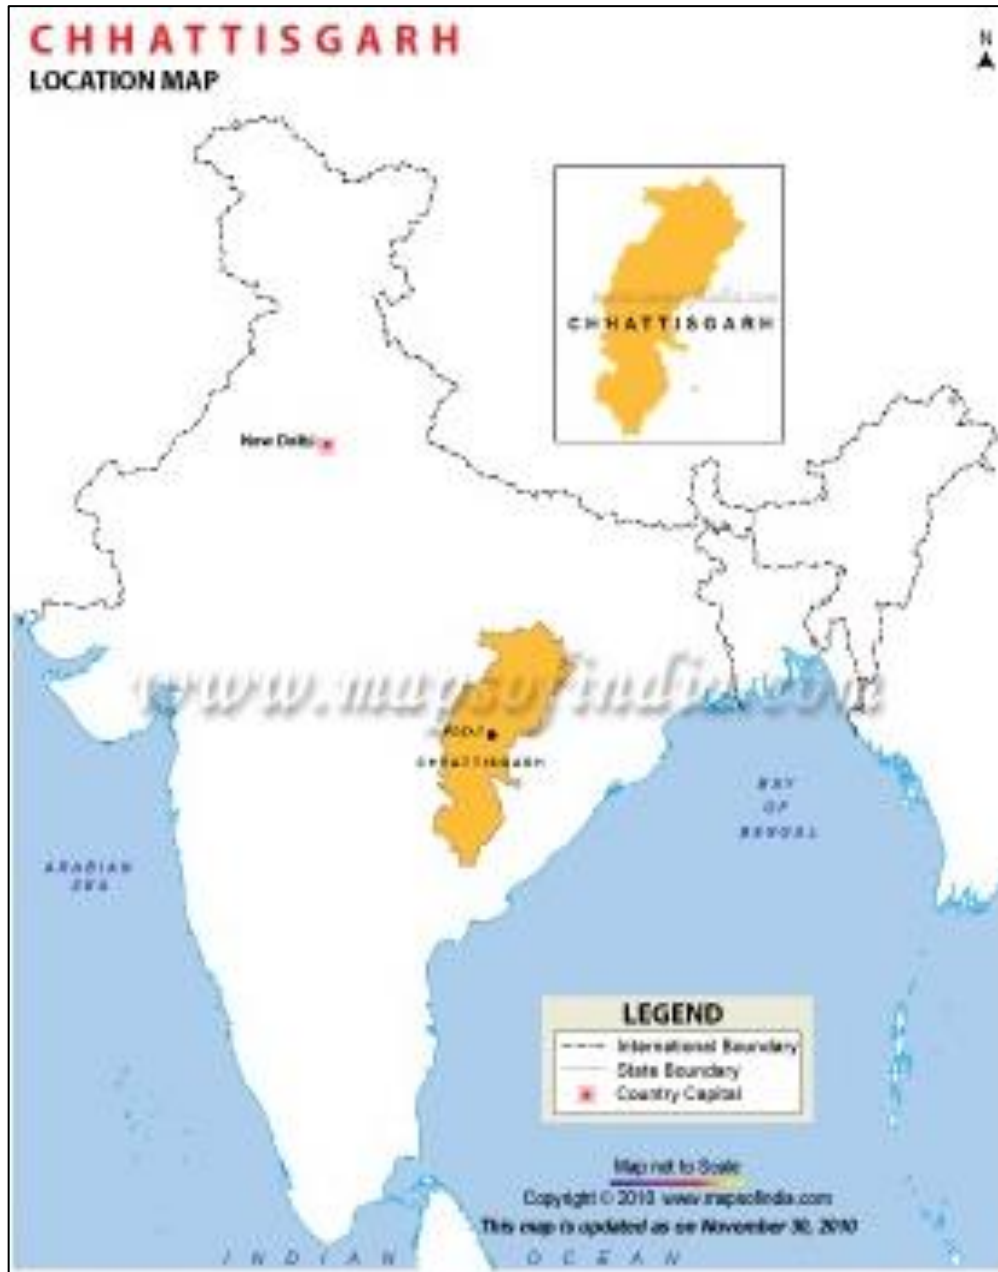 CHHATTISGARH
LOCATION MAP
N
CHHATTISGARH
New Delhi
www.mapsofindia.com
CHHATTISGARH
BAY
OF
BENGAL
ARABIAN
SEA
LEGEND
International Boundary
State Boundary
Country Capital
Map not to Scale
Copyright © 2010 www.mapsofindia.com
This map is updated as on November 30, 2010
INDIAN OCEAN